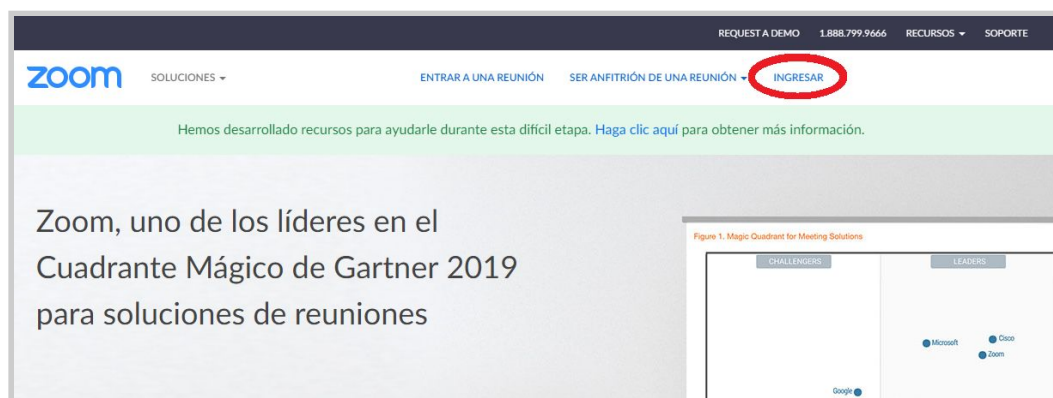 REQUEST A DEMO 1.888.799.9666 RECURSOS SOPORTE
zoom SOLUCIONES ENTRAR A UNA REUNIÓN SER ANFITRIÓN DE UNA REUNIÓN INGRESAR
Hemos desarrollado recursos para ayudarle durante esta difícil etapa. Haga clic aquí para obtener más información.
Zoom, uno de los líderes en el
Cuadrante Mágico de Gartner 2019
para soluciones de reuniones
Figure 1. Magic Quadrant for Meeting Solutions
CHALLENGERS LEADERS
Microsoft Cisco
Zoom
Google